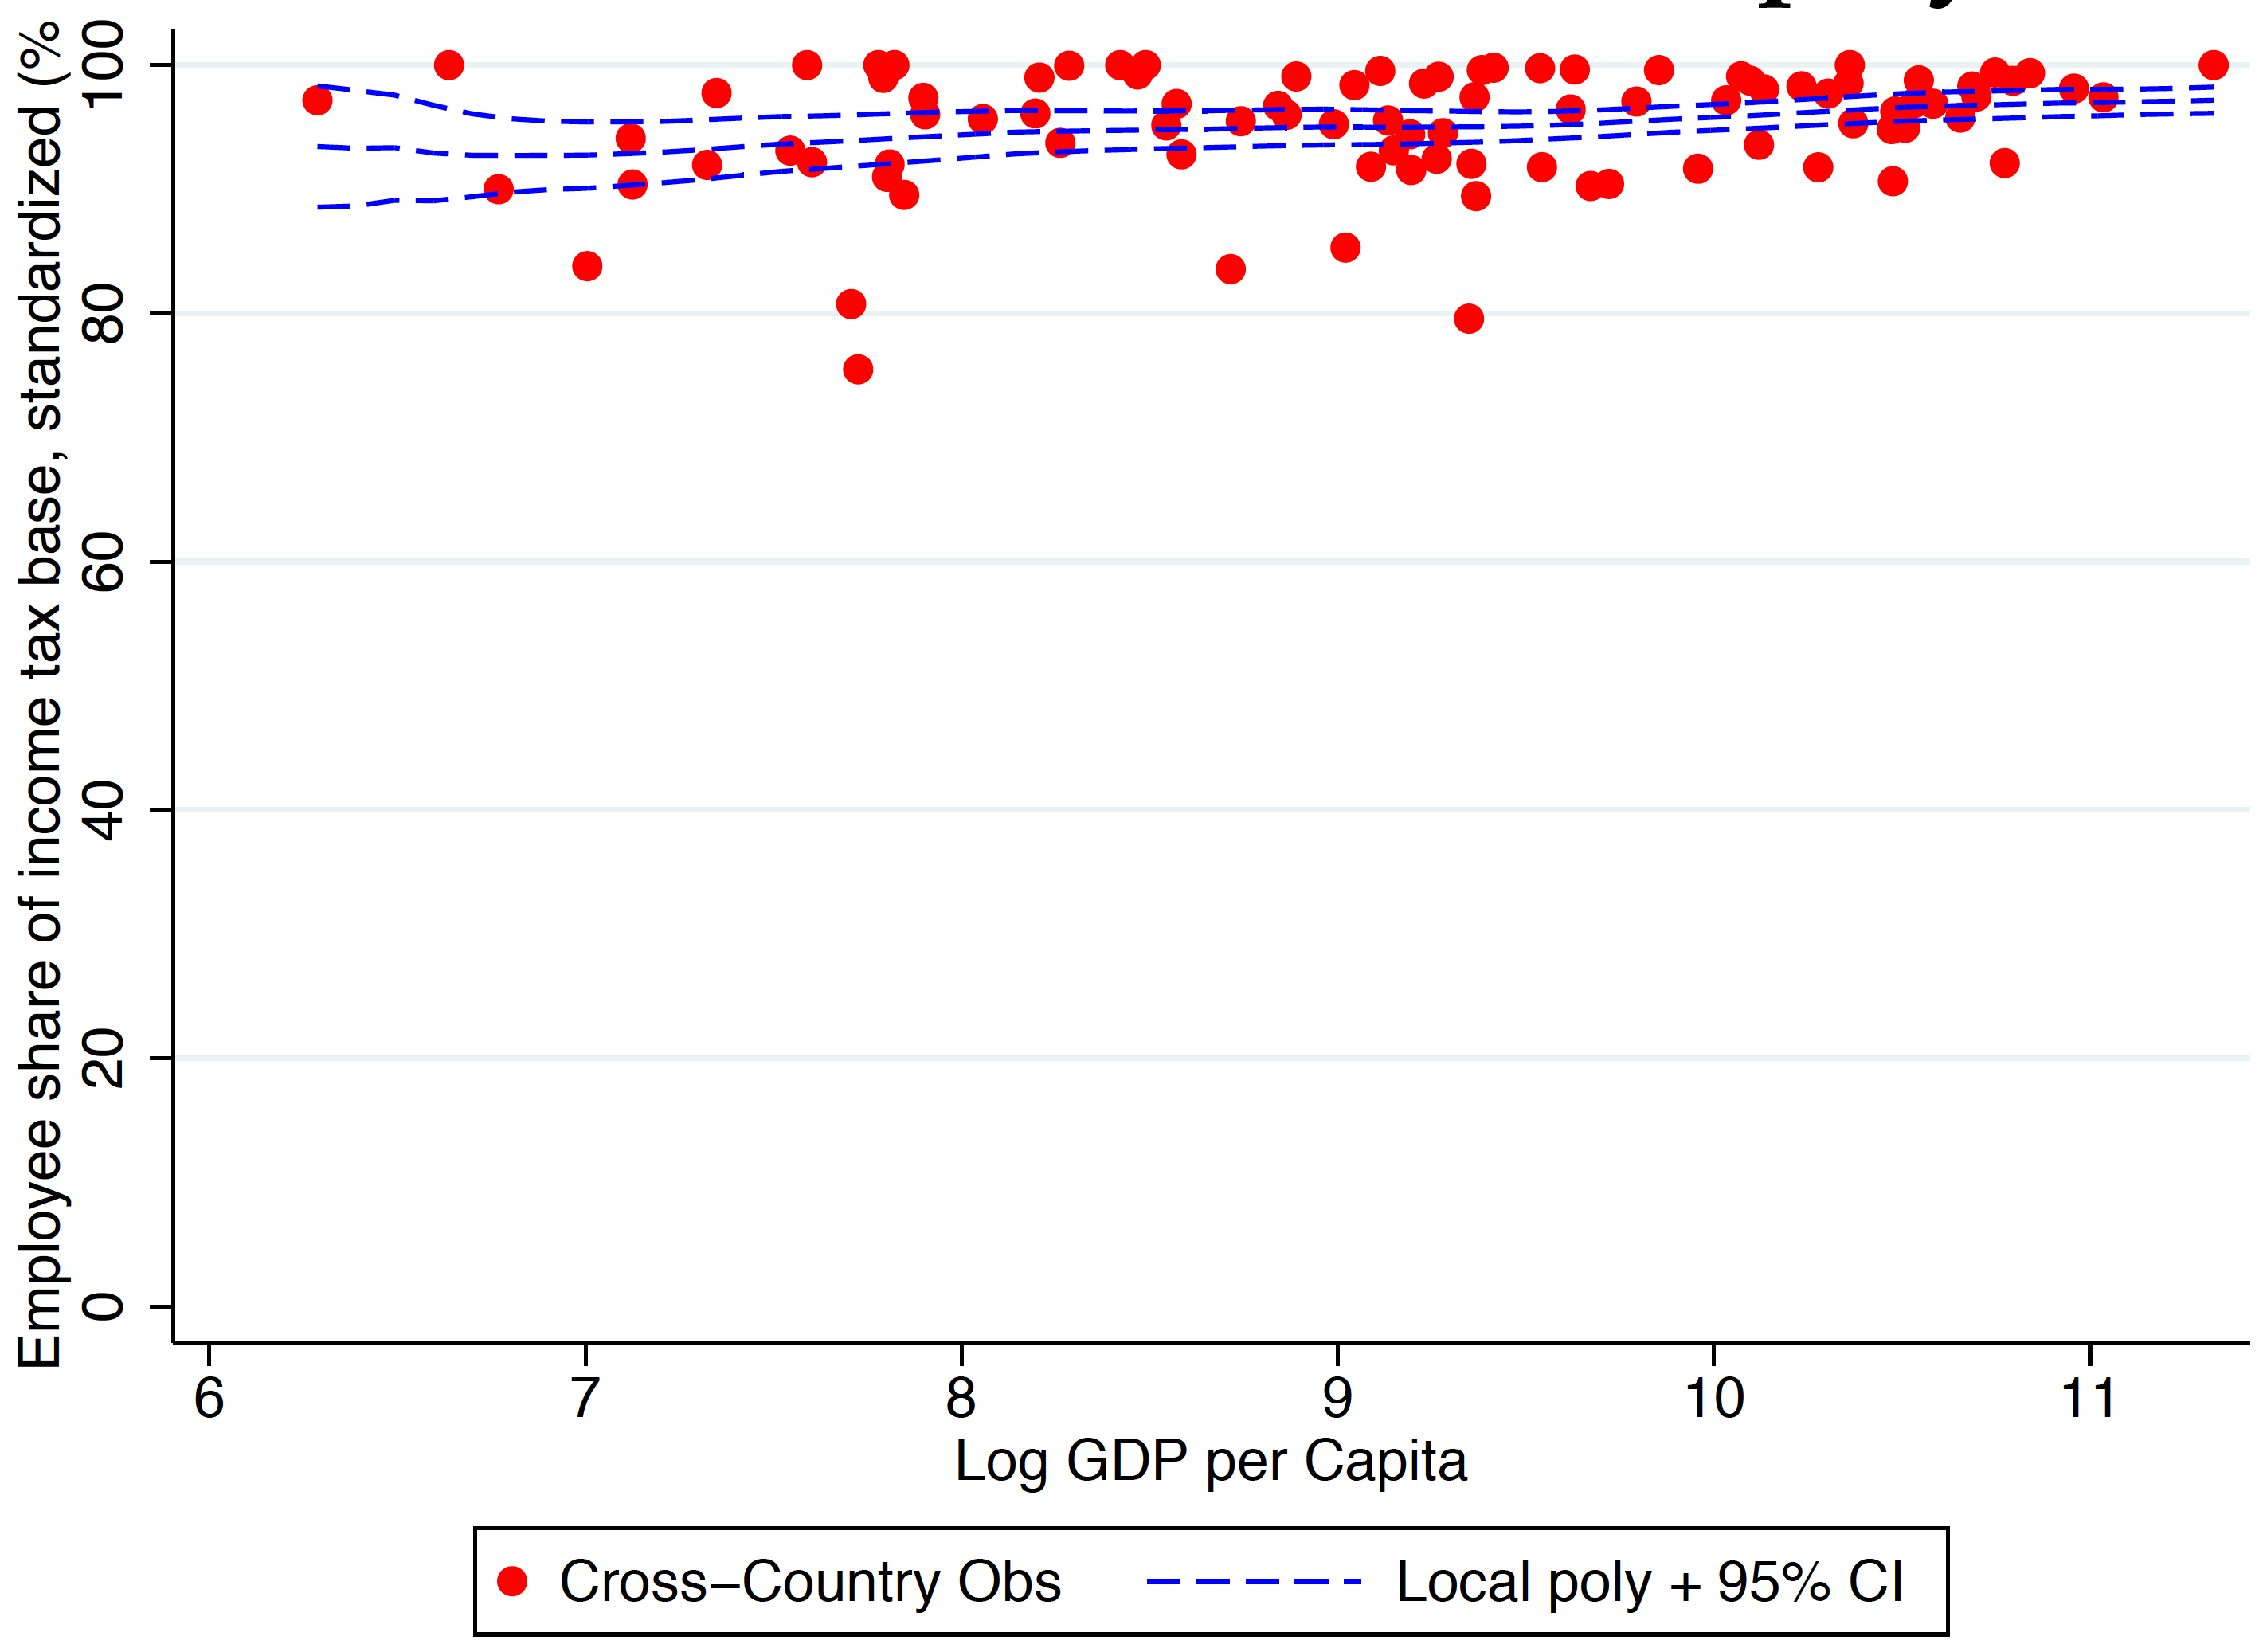 Employee share of income tax base, standardized (%
100
80
60
40
20
0
6 7 8 9 10 11
Log GDP per Capita
Cross−Country Obs
Local poly + 95% CI